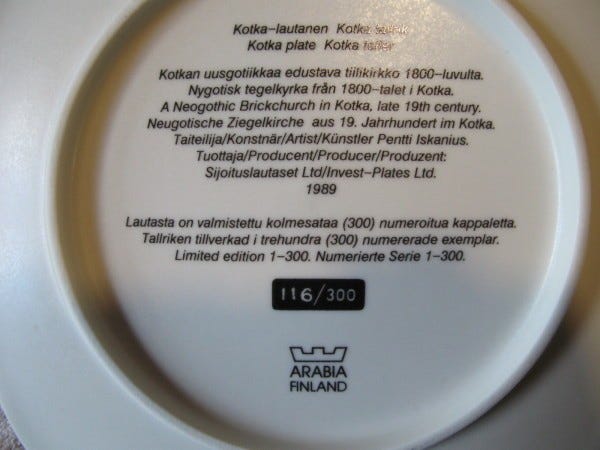 Kotka-lautanen Kotka
Kotka plate Kotka teller
Kotkan uusgotiikkaa edustava tiilikirkko 1800-luvulta.
Nygotisk tegelkyrka från 1800-talet i Kotka.
A Neogothic Brickchurch in Kotka, late 19th century.
Neugotische Ziegelkirche aus 19. Jahrhundert im Kotka.
Taiteilija/Konstnär/Artist/Künstler Pentti Iskanius.
Tuottaja/Producent/Producer/Produzent:
Sijoituslautaset Ltd/Invest-Plates Ltd.
1989
Lautasta on valmistettu kolmesataa (300) numeroitua kappaletta.
Tallriken tillverkad i trehundra (300) numererade exemplar.
Limited edition 1-300. Numerierte Serie 1-300.
116/300
ARABIA
FINLAND